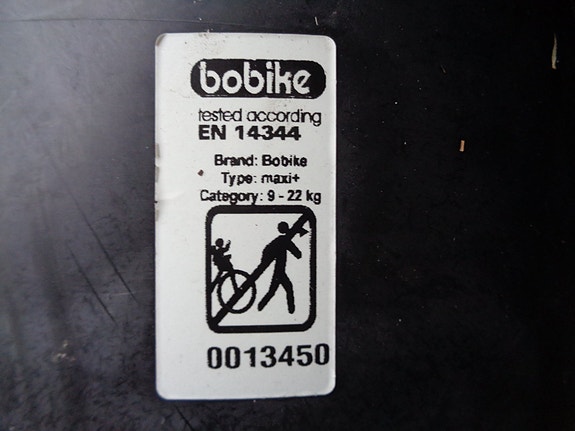 bobike
tested according
EN 14344
Brand: Bobike
Type: maxi+
Category: 9 - 22 kg
0013450